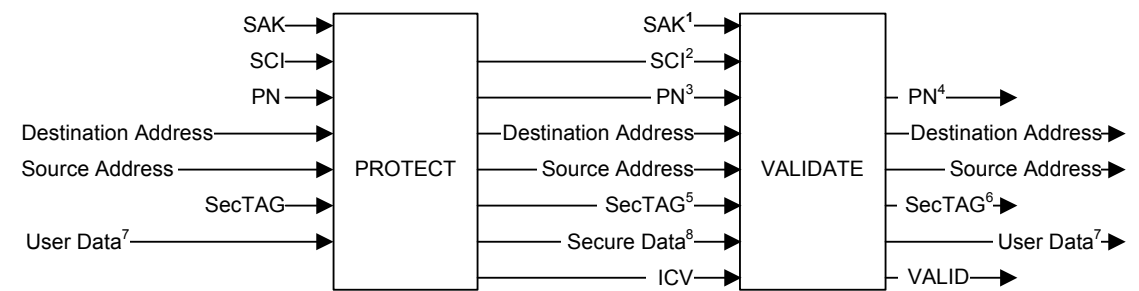 SAK SAK¹
SCI SCI²
PN PN³ PN⁴
Destination Address Destination Address Destination Address
Source Address PROTECT Source Address VALIDATE Source Address
SecTAG SecTAG⁵ SecTAG⁶
User Data⁷ Secure Data⁸ User Data⁷
ICV VALID